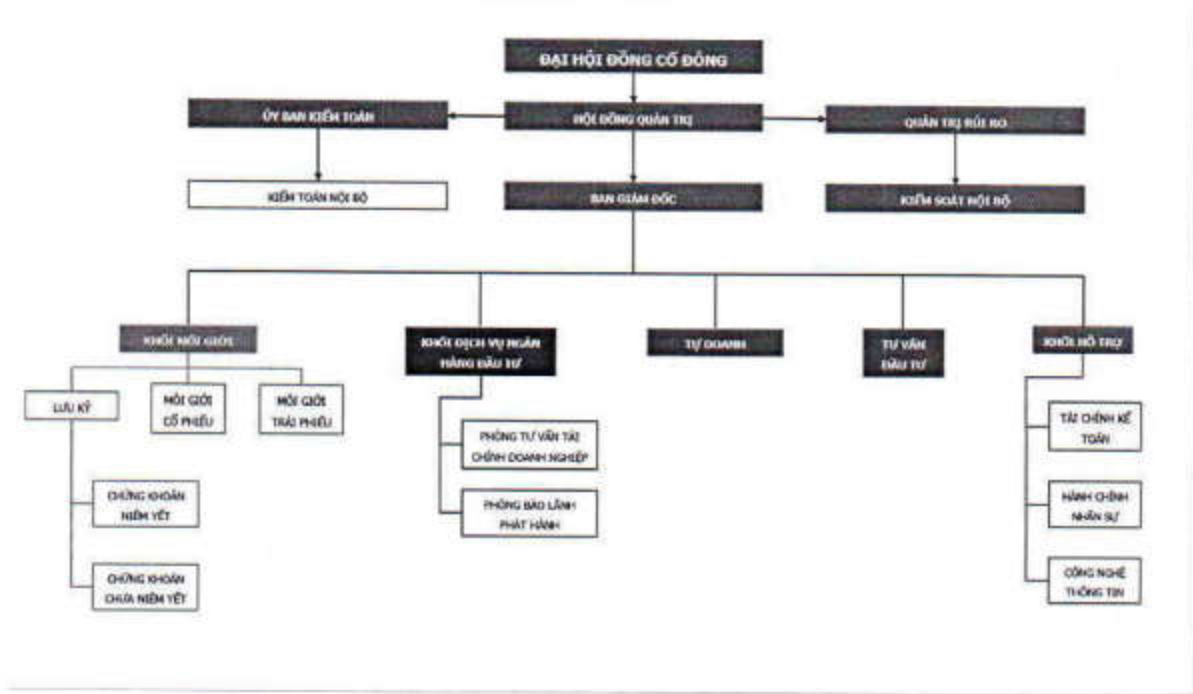 ĐẠI HỘI ĐỒNG CỔ ĐÔNG
ỦY BAN KIỂM TOÁN
HỘI ĐỒNG QUẢN TRỊ
QUẢN TRỊ RỦI RO
KIỂM TOÁN NỘI BỘ
BAN GIÁM ĐỐC
KIỂM SOÁT NỘI BỘ
KHỐI MÔI GIỚI
KHỐI DỊCH VỤ NGÂN
HÀNG ĐẦU TƯ
TỰ DOANH
TƯ VẤN
ĐẦU TƯ
KHỐI HỖ TRỢ
LƯU KÝ
MÔI GIỚI
CỔ PHIẾU
MÔI GIỚI
TRÁI PHIẾU
CHỨNG KHOÁN
NIÊM YẾT
CHỨNG KHOÁN
CHƯA NIÊM YẾT
PHÒNG TƯ VẤN TÀI
CHÍNH DOANH NGHIỆP
PHÒNG BẢO LÃNH
PHÁT HÀNH
TÀI CHÍNH KẾ
TOÁN
HÀNH CHÍNH
NHÂN SỰ
CÔNG NGHỆ
THÔNG TIN